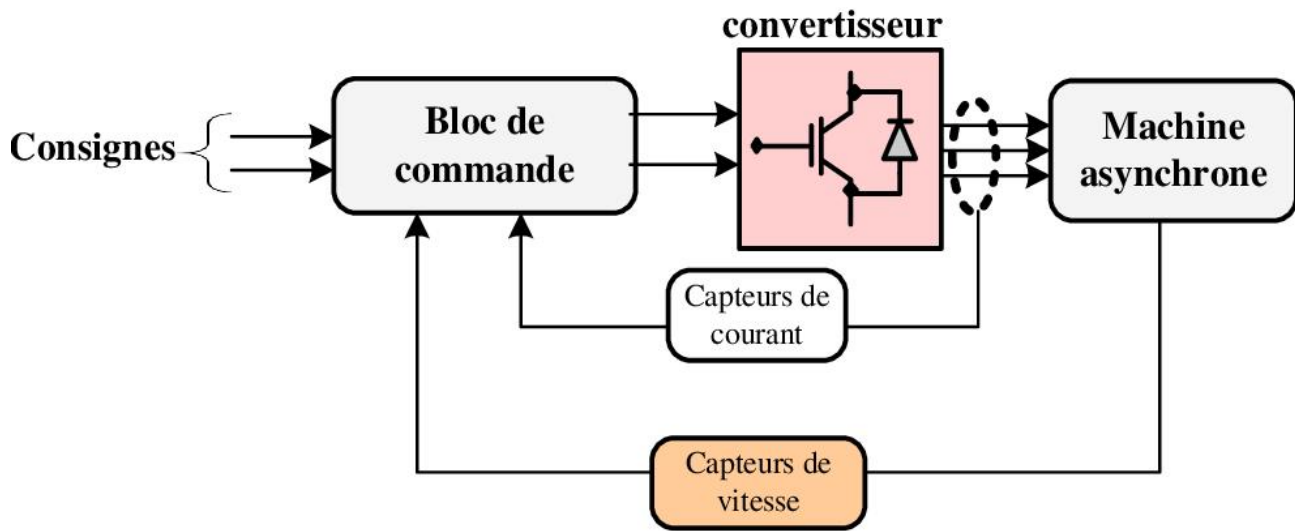 convertisseur
Consignes
Bloc de
commande
Machine
asynchrone
Capteurs de
courant
Capteurs de
vitesse